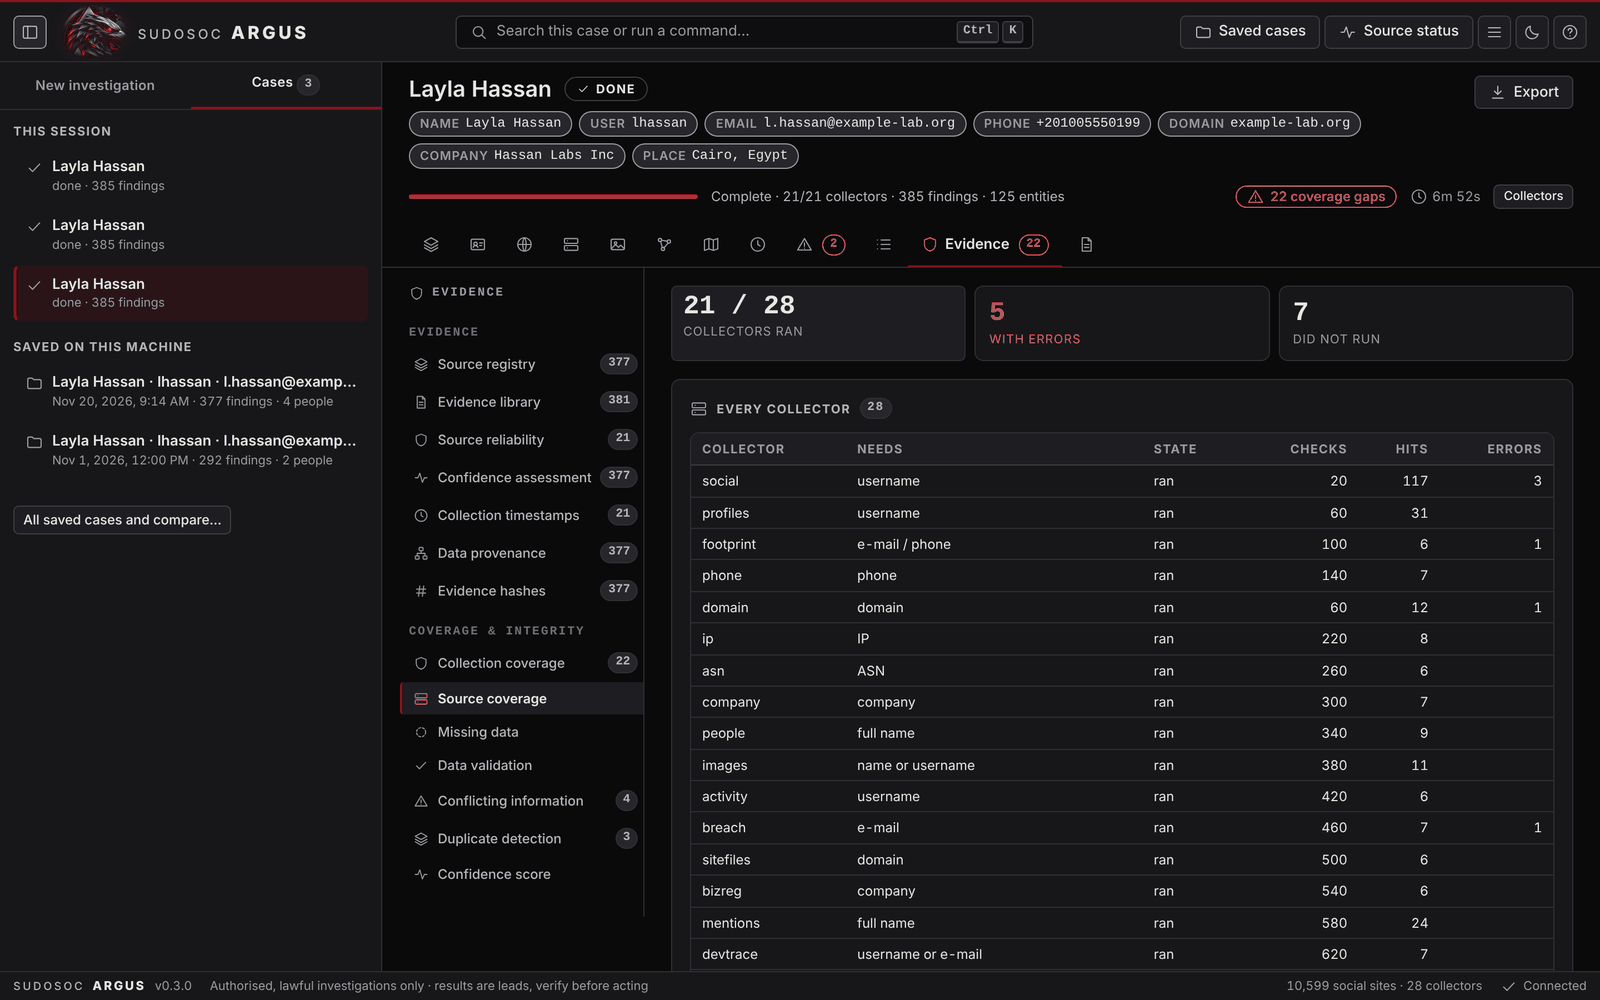 SUDOSOC ARGUS
Search this case or run a command...
Ctrl K
Saved cases
Source status
New investigation
Cases 3
THIS SESSION
Layla Hassan
done · 385 findings
Layla Hassan
done · 385 findings
Layla Hassan
done · 385 findings
SAVED ON THIS MACHINE
Layla Hassan · lhassan · l.hassan@examp...
Nov 20, 2026, 9:14 AM · 377 findings · 4 people
Layla Hassan · lhassan · l.hassan@examp...
Nov 1, 2026, 12:00 PM · 292 findings · 2 people
All saved cases and compare...
Layla Hassan DONE
Export
NAME Layla Hassan USER lhassan EMAIL l.hassan@example-lab.org PHONE +201005550199 DOMAIN example-lab.org
COMPANY Hassan Labs Inc PLACE Cairo, Egypt
Complete · 21/21 collectors · 385 findings · 125 entities
22 coverage gaps 6m 52s Collectors
2 Evidence 22
EVIDENCE
EVIDENCE
Source registry 377
Evidence library 381
Source reliability 21
Confidence assessment 377
Collection timestamps 21
Data provenance 377
Evidence hashes 377
COVERAGE & INTEGRITY
Collection coverage 22
Source coverage
Missing data
Data validation
Conflicting information 4
Duplicate detection 3
Confidence score
21 / 28
COLLECTORS RAN
5
WITH ERRORS
7
DID NOT RUN
EVERY COLLECTOR 28
COLLECTOR NEEDS STATE CHECKS HITS ERRORS
social username ran 20 117 3
profiles username ran 60 31
footprint e-mail / phone ran 100 6 1
phone phone ran 140 7
domain domain ran 60 12 1
ip IP ran 220 8
asn ASN ran 260 6
company company ran 300 7
people full name ran 340 9
images name or username ran 380 11
activity username ran 420 6
breach e-mail ran 460 7 1
sitefiles domain ran 500 6
bizreg company ran 540 6
mentions full name ran 580 24
devtrace username or e-mail ran 620 7
SUDOSOC ARGUS v0.3.0 Authorised, lawful investigations only · results are leads, verify before acting
10,599 social sites · 28 collectors Connected